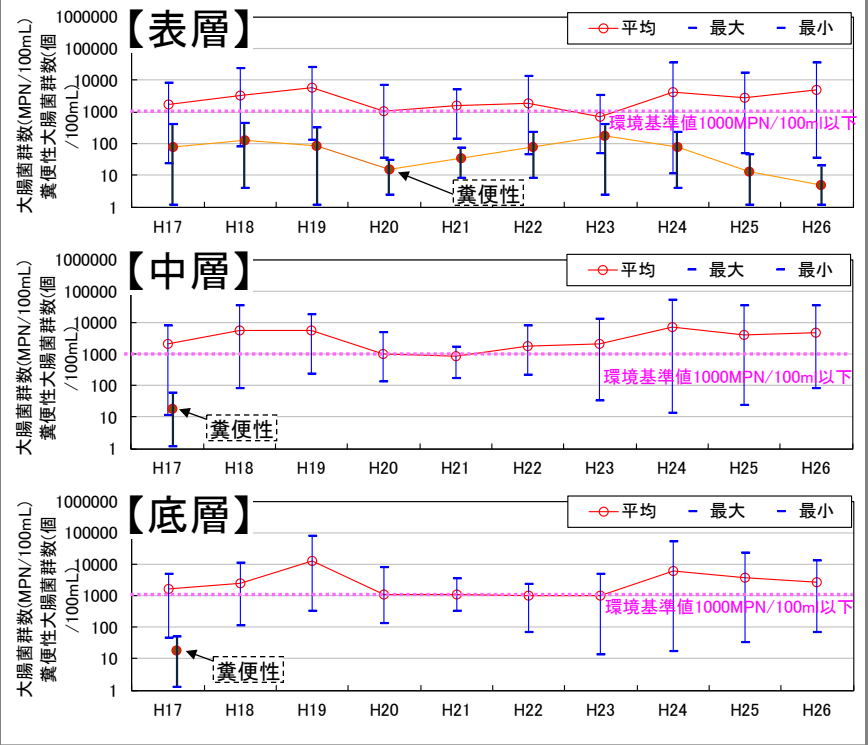 【表層】
平均 最大 最小
大腸菌群数(MPN/100mL)
糞便性大腸菌群数(個
/100mL)
1000000
100000
10000
1000
100
10
1
環境基準値1000MPN/100ml以下
糞便性
H17 H18 H19 H20 H21 H22 H23 H24 H25 H26
【中層】
平均 最大 最小
大腸菌群数(MPN/100mL)
糞便性大腸菌群数(個
/100mL)
1000000
100000
10000
1000
100
10
1
環境基準値1000MPN/100ml以下
糞便性
H17 H18 H19 H20 H21 H22 H23 H24 H25 H26
【底層】
平均 最大 最小
大腸菌群数(MPN/100mL)
糞便性大腸菌群数(個
/100mL)
1000000
100000
10000
1000
100
10
1
環境基準値1000MPN/100ml以下
糞便性
H17 H18 H19 H20 H21 H22 H23 H24 H25 H26